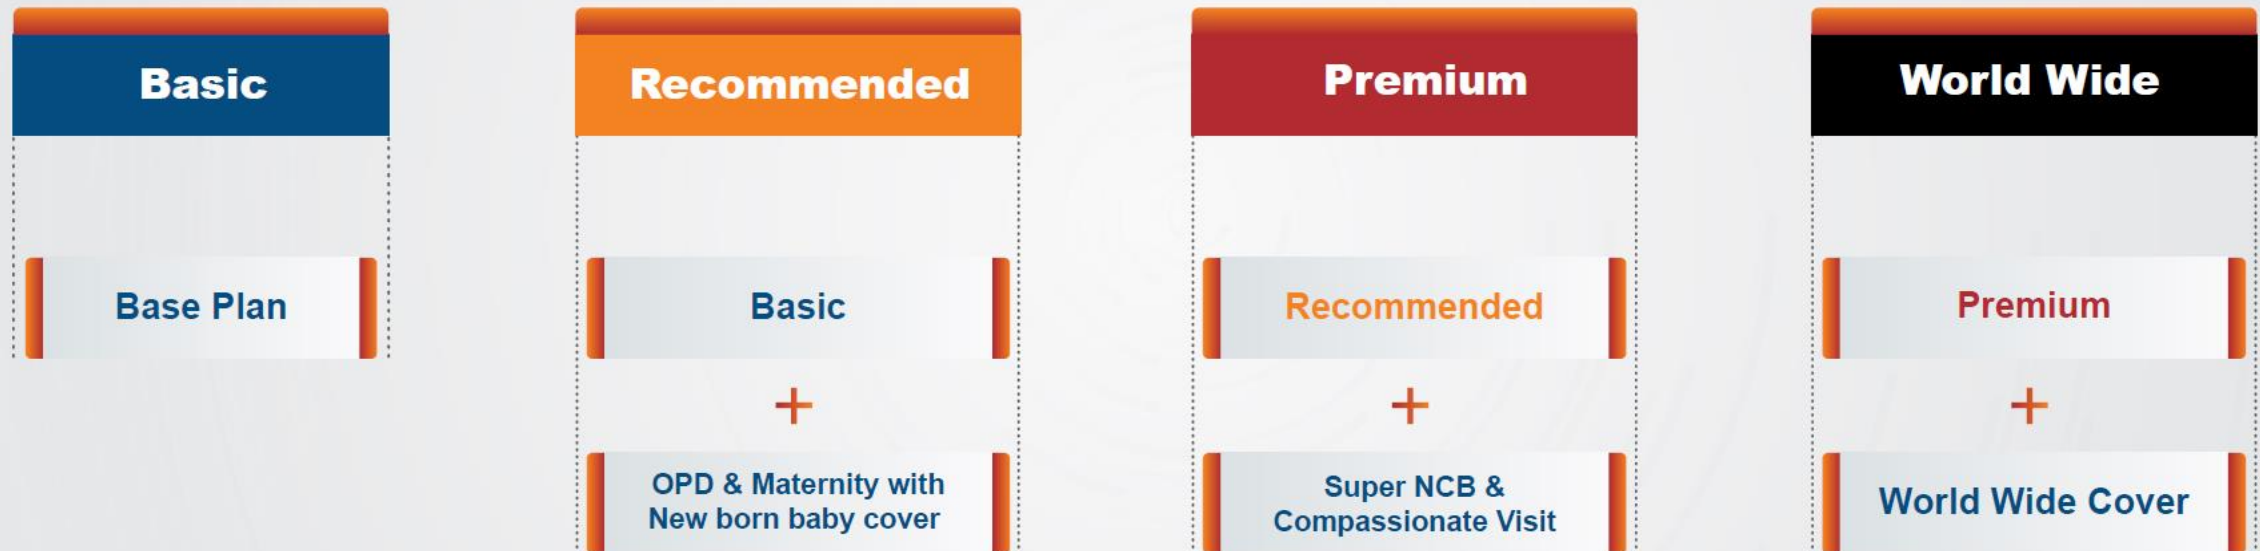 Basic
Base Plan
Recommended
Basic
+
OPD & Maternity with
New born baby cover
Premium
Recommended
+
Super NCB &
Compassionate Visit
World Wide
Premium
+
World Wide Cover